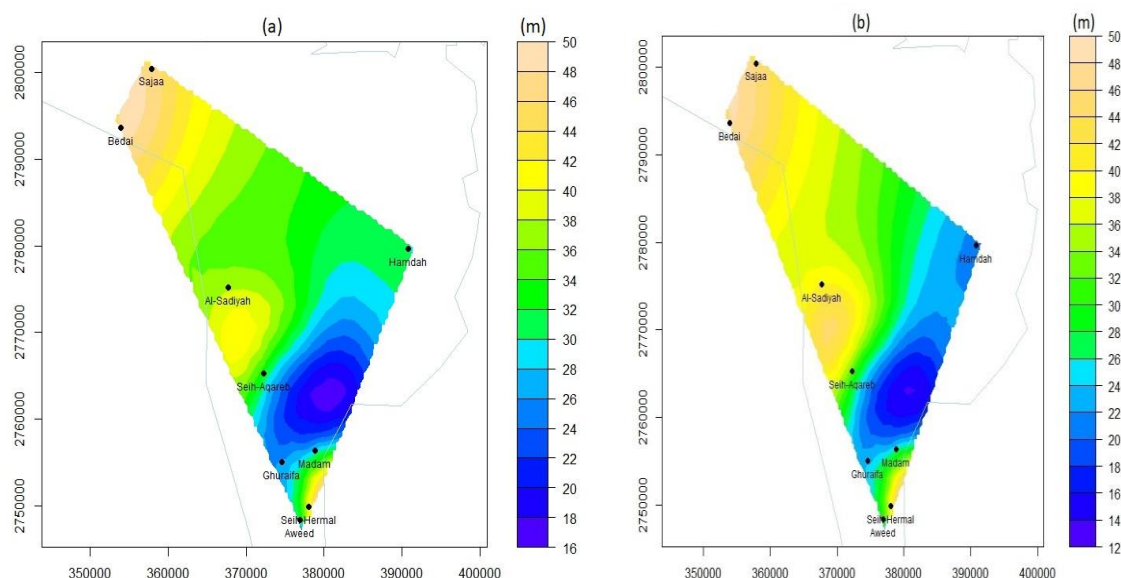 (a)
(m)
2800000
2790000
2780000
2770000
2760000
2750000
Sajaa
Bedai
Hamdah
Al-Sadiyah
Seih-Aqareb
Madam
Ghuraifa
Seih-Hermal
Aweed
350000 360000 370000 380000 390000 400000
50
48
46
44
42
40
38
36
34
32
30
28
26
24
22
20
18
16
(b)
(m)
2800000
2790000
2780000
2770000
2760000
2750000
Sajaa
Bedai
Hamdah
Al-Sadiyah
Seih-Aqareb
Madam
Ghuraifa
Seih-Hermal
Aweed
350000 360000 370000 380000 390000 400000
50
48
46
44
42
40
38
36
34
32
30
28
26
24
22
20
18
16
14
12